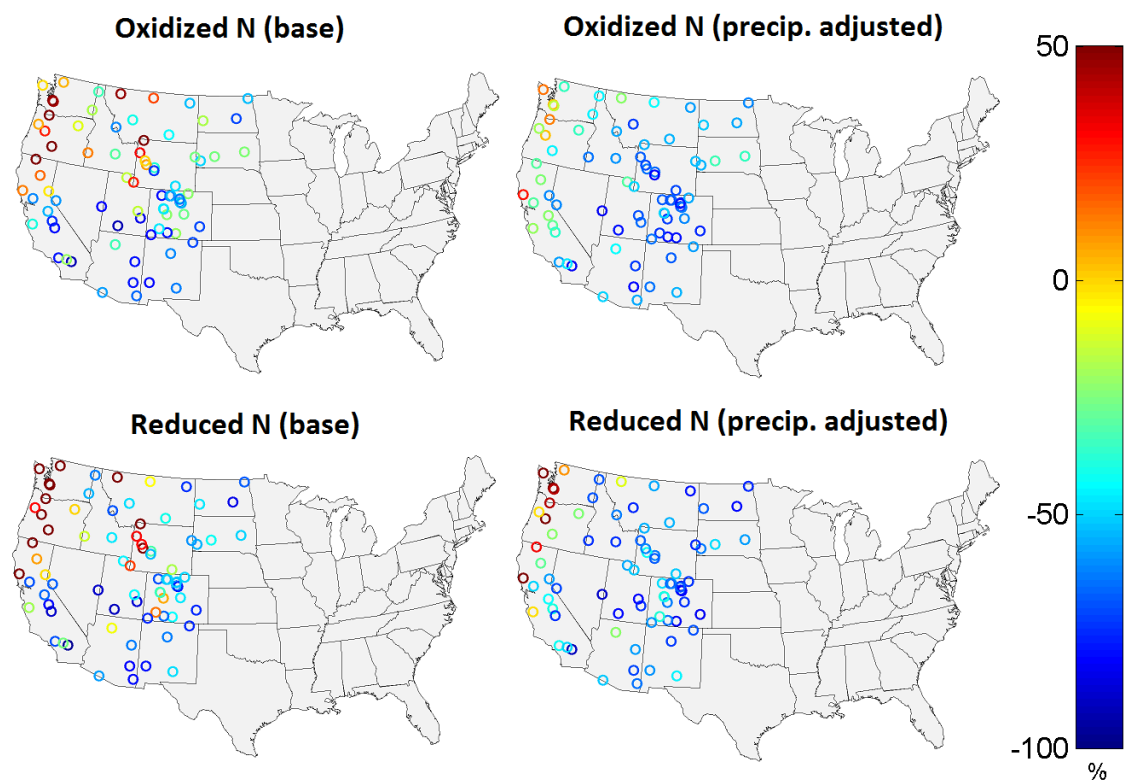 Oxidized N (base)
Oxidized N (precip. adjusted)
Reduced N (base)
Reduced N (precip. adjusted)
50
0
-50
-100
%